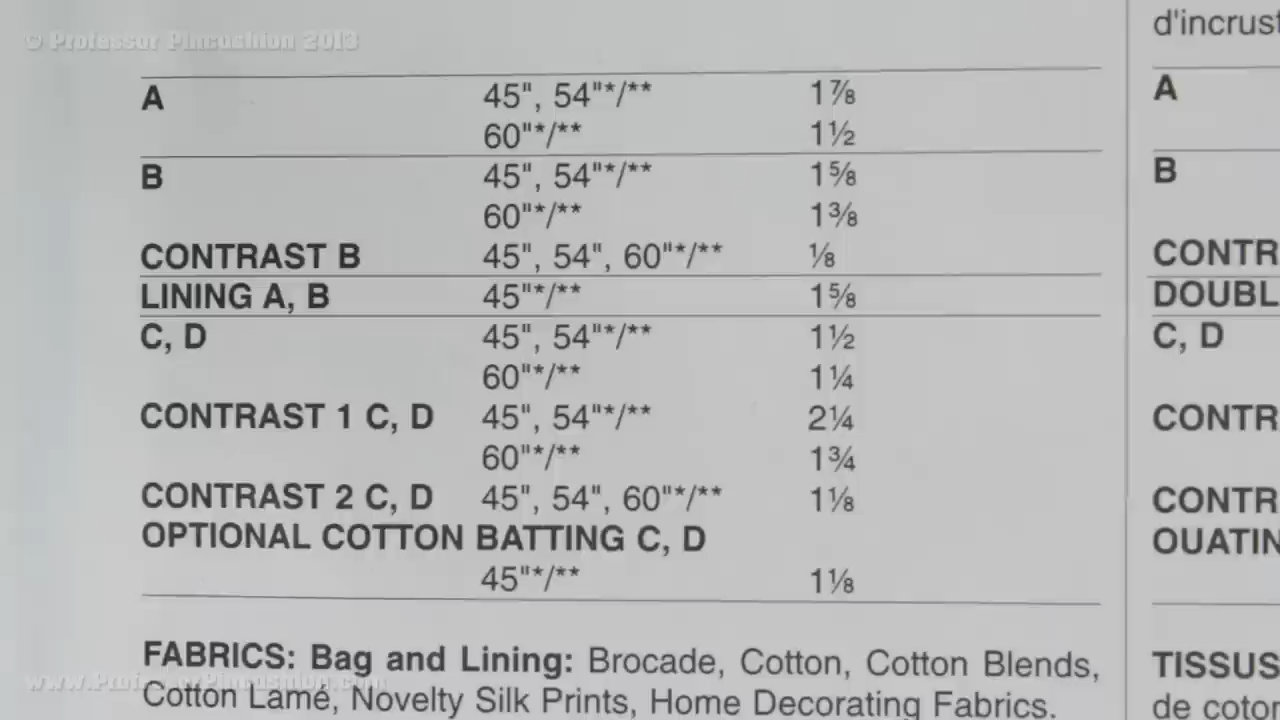 © Professor Pincushion 2013
d'incrust
A 45", 54"*/** 1⅞
60"*/** 1½
B 45", 54"*/** 1⅝
60"*/** 1⅜
CONTRAST B 45", 54", 60"*/** ⅛
LINING A, B 45"*/** 1⅝
C, D 45", 54"*/** 1½
60"*/** 1¼
CONTRAST 1 C, D 45", 54"*/** 2¼
60"*/** 1¾
CONTRAST 2 C, D 45", 54", 60"*/** 1⅛
OPTIONAL COTTON BATTING C, D
45"*/** 1⅛
FABRICS: Bag and Lining: Brocade, Cotton, Cotton Blends,
Cotton Lamé, Novelty Silk Prints, Home Decorating Fabrics.
www.ProfessorPincushion.com
A
B
CONTR
DOUBL
C, D
CONTR
CONTR
OUATIN
TISSUS
de coton